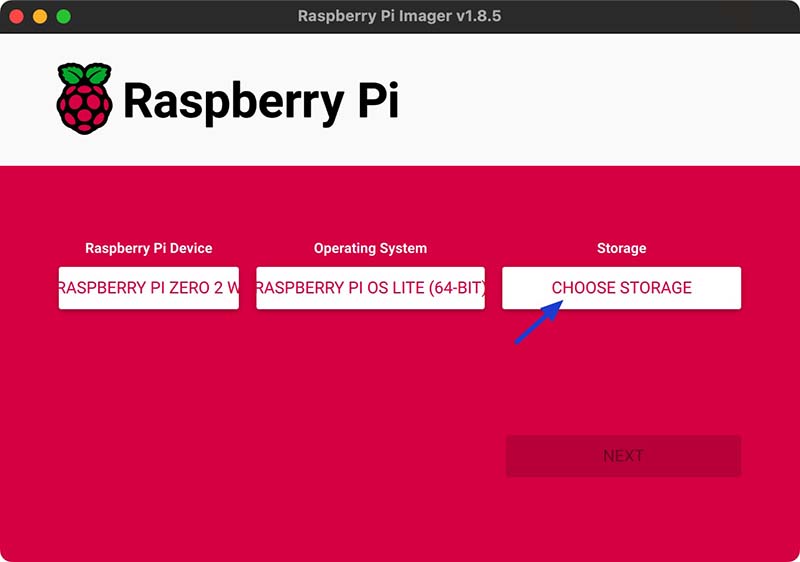 Raspberry Pi Imager v1.8.5
Raspberry Pi
Raspberry Pi Device
Operating System
Storage
RASPBERRY PI ZERO 2 W
RASPBERRY PI OS LITE (64-BIT)
CHOOSE STORAGE
NEXT